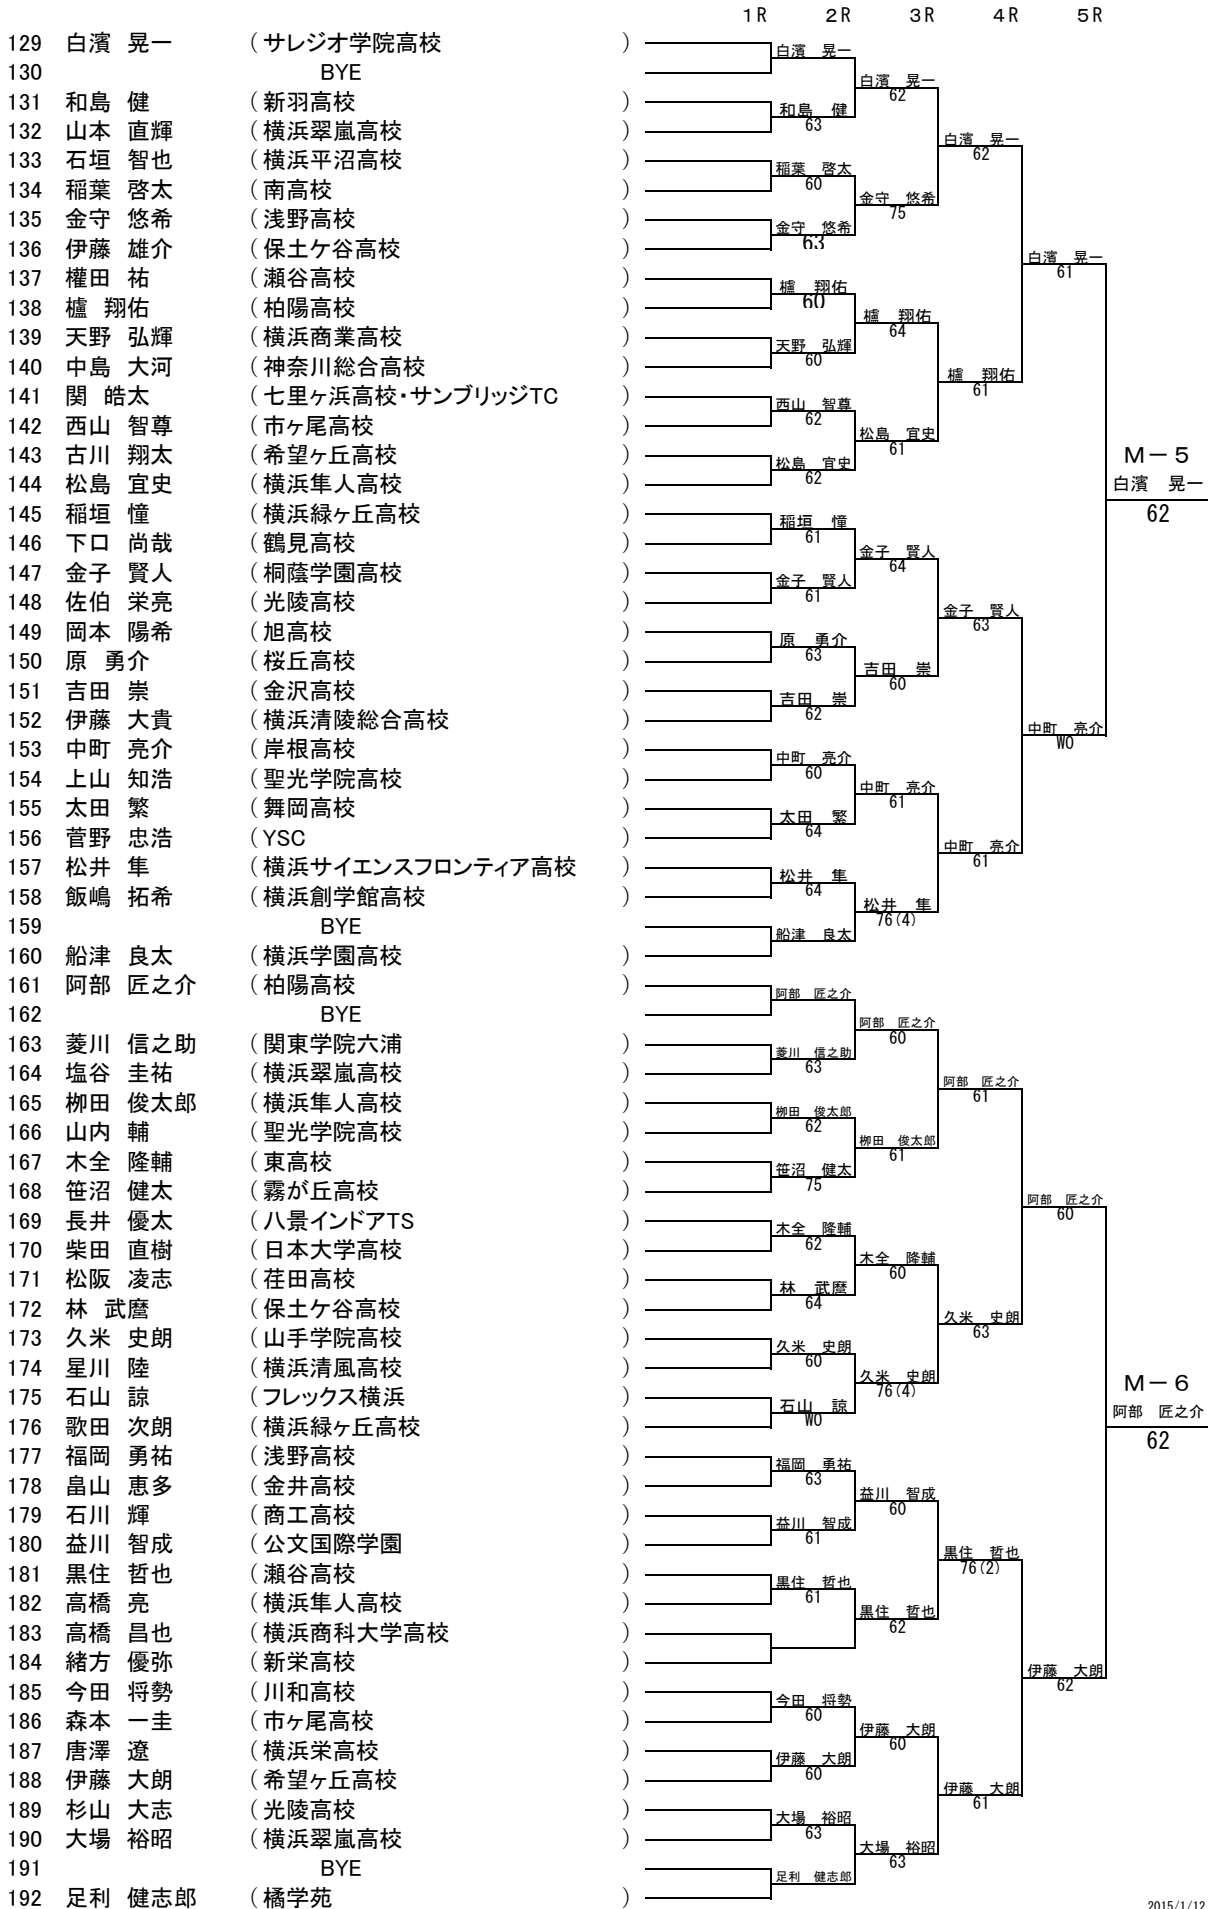 1R 2R 3R 4R 5R
129 白濱 晃一 ( サレジオ学院高校 )
130 BYE
131 和島 健 ( 新羽高校 )
132 山本 直輝 ( 横浜翠嵐高校 )
133 石垣 智也 ( 横浜平沼高校 )
134 稲葉 啓太 ( 南高校 )
135 金守 悠希 ( 浅野高校 )
136 伊藤 雄介 ( 保土ケ谷高校 )
137 權田 祐 ( 瀬谷高校 )
138 櫨 翔佑 ( 柏陽高校 )
139 天野 弘輝 ( 横浜商業高校 )
140 中島 大河 ( 神奈川総合高校 )
141 関 皓太 ( 七里ヶ浜高校・サンブリッジTC )
142 西山 智尊 ( 市ヶ尾高校 )
143 古川 翔太 ( 希望ヶ丘高校 )
144 松島 宜史 ( 横浜隼人高校 )
145 稲垣 憧 ( 横浜緑ヶ丘高校 )
146 下口 尚哉 ( 鶴見高校 )
147 金子 賢人 ( 桐蔭学園高校 )
148 佐伯 栄亮 ( 光陵高校 )
149 岡本 陽希 ( 旭高校 )
150 原 勇介 ( 桜丘高校 )
151 吉田 崇 ( 金沢高校 )
152 伊藤 大貴 ( 横浜清陵総合高校 )
153 中町 亮介 ( 岸根高校 )
154 上山 知浩 ( 聖光学院高校 )
155 太田 繁 ( 舞岡高校 )
156 菅野 忠浩 ( YSC )
157 松井 隼 ( 横浜サイエンスフロンティア高校 )
158 飯嶋 拓希 ( 横浜創学館高校 )
159 BYE
160 船津 良太 ( 横浜学園高校 )
161 阿部 匠之介 ( 柏陽高校 )
162 BYE
163 菱川 信之助 ( 関東学院六浦 )
164 塩谷 圭祐 ( 横浜翠嵐高校 )
165 栁田 俊太郎 ( 横浜隼人高校 )
166 山内 輔 ( 聖光学院高校 )
167 木全 隆輔 ( 東高校 )
168 笹沼 健太 ( 霧が丘高校 )
169 長井 優太 ( 八景インドアTS )
170 柴田 直樹 ( 日本大学高校 )
171 松阪 凌志 ( 荏田高校 )
172 林 武麿 ( 保土ケ谷高校 )
173 久米 史朗 ( 山手学院高校 )
174 星川 陸 ( 横浜清風高校 )
175 石山 諒 ( フレックス横浜 )
176 歌田 次朗 ( 横浜緑ヶ丘高校 )
177 福岡 勇祐 ( 浅野高校 )
178 畠山 恵多 ( 金井高校 )
179 石川 輝 ( 商工高校 )
180 益川 智成 ( 公文国際学園 )
181 黒住 哲也 ( 瀬谷高校 )
182 高橋 亮 ( 横浜隼人高校 )
183 高橋 昌也 ( 横浜商科大学高校 )
184 緒方 優弥 ( 新栄高校 )
185 今田 将勢 ( 川和高校 )
186 森本 一圭 ( 市ヶ尾高校 )
187 唐澤 遼 ( 横浜栄高校 )
188 伊藤 大朗 ( 希望ヶ丘高校 )
189 杉山 大志 ( 光陵高校 )
190 大場 裕昭 ( 横浜翠嵐高校 )
191 BYE
192 足利 健志郎 ( 橘学苑 )
白濱 晃一
和島 健
63
稲葉 啓太
60
金守 悠希
63
櫨 翔佑
60
天野 弘輝
60
西山 智尊
62
松島 宜史
62
稲垣 憧
61
金子 賢人
61
原 勇介
63
吉田 崇
62
中町 亮介
60
太田 繁
64
松井 隼
64
船津 良太
阿部 匠之介
菱川 信之助
63
栁田 俊太郎
62
笹沼 健太
75
木全 隆輔
62
林 武麿
64
久米 史朗
60
石山 諒
WO
福岡 勇祐
63
益川 智成
61
黒住 哲也
61
今田 将勢
60
伊藤 大朗
60
大場 裕昭
63
足利 健志郎
白濱 晃一
62
金守 悠希
75
櫨 翔佑
64
松島 宜史
61
金子 賢人
64
吉田 崇
60
中町 亮介
61
松井 隼
76(4)
阿部 匠之介
60
栁田 俊太郎
61
木全 隆輔
60
久米 史朗
76(4)
益川 智成
60
黒住 哲也
62
伊藤 大朗
60
大場 裕昭
63
白濱 晃一
62
櫨 翔佑
61
金子 賢人
63
中町 亮介
61
阿部 匠之介
61
久米 史朗
63
黒住 哲也
76(2)
伊藤 大朗
61
白濱 晃一
61
中町 亮介
WO
阿部 匠之介
60
伊藤 大朗
62
M－5
白濱 晃一
62
M－6
阿部 匠之介
62
2015/1/12